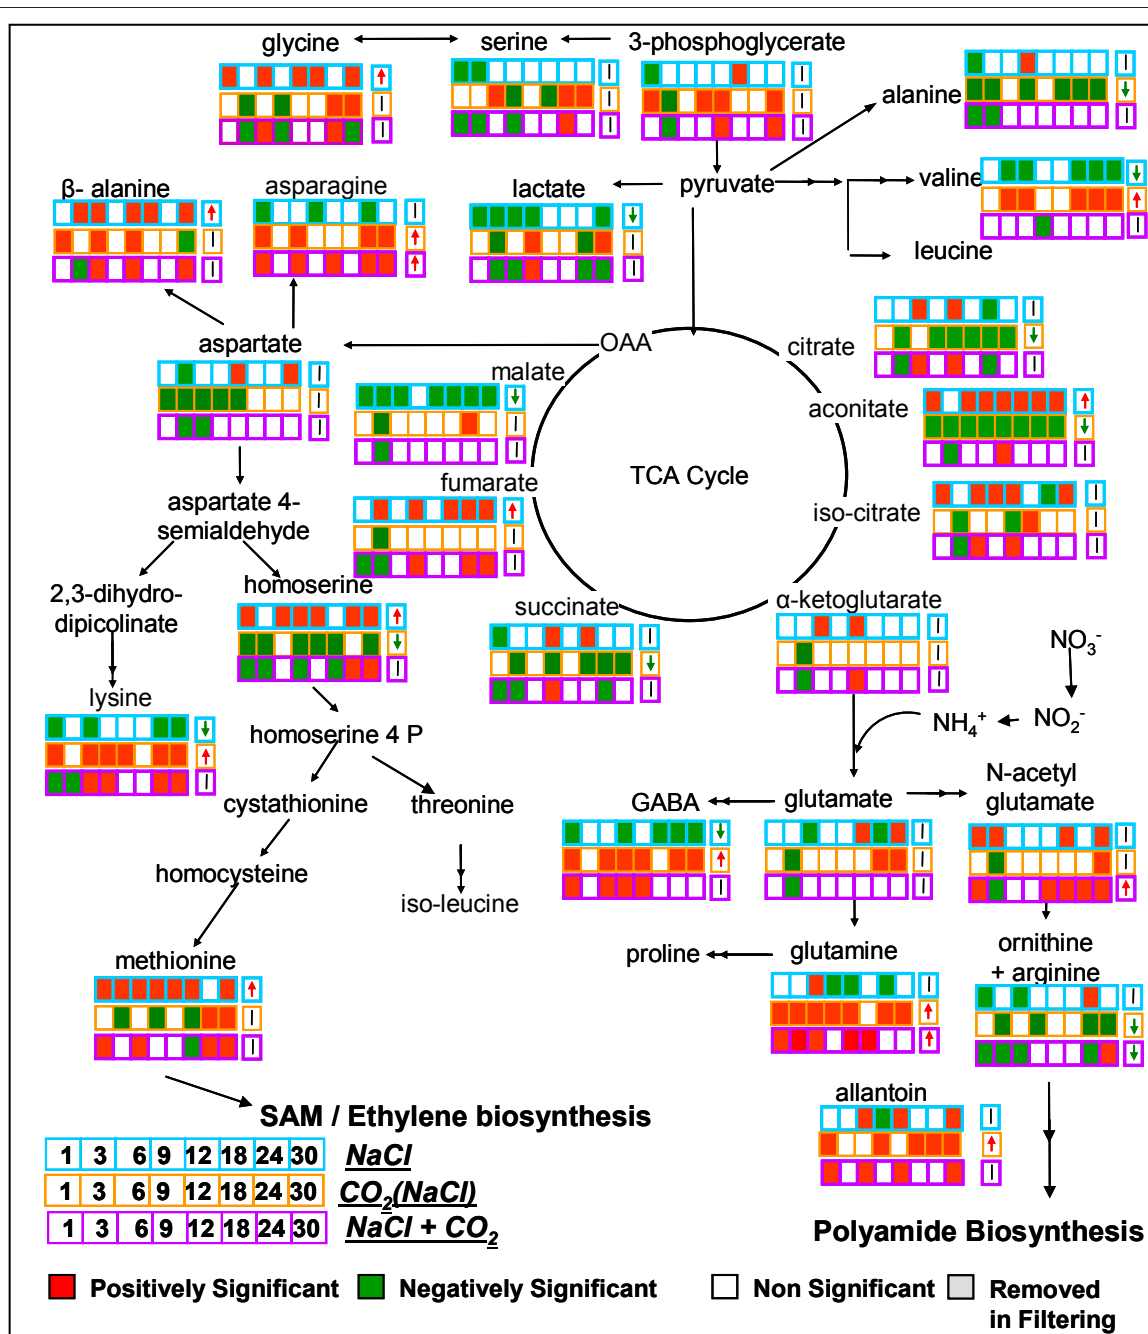 glycine
serine
3-phosphoglycerate
alanine
β- alanine
asparagine
lactate
pyruvate
valine
leucine
aspartate
OAA
citrate
malate
aconitate
TCA Cycle
fumarate
iso-citrate
aspartate 4-
semialdehyde
2,3-dihydro-
dipicolinate
homoserine
succinate
α-ketoglutarate
NO3-
lysine
NH4+
NO2-
homoserine 4 P
cystathionine
threonine
GABA
glutamate
N-acetyl
glutamate
homocysteine
iso-leucine
methionine
proline
glutamine
ornithine
+ arginine
allantoin
SAM / Ethylene biosynthesis
1 3 6 9 12 18 24 30 NaCl
1 3 6 9 12 18 24 30 CO2(NaCl)
1 3 6 9 12 18 24 30 NaCl + CO2
Polyamide Biosynthesis
Positively Significant
Negatively Significant
Non Significant
Removed
in Filtering